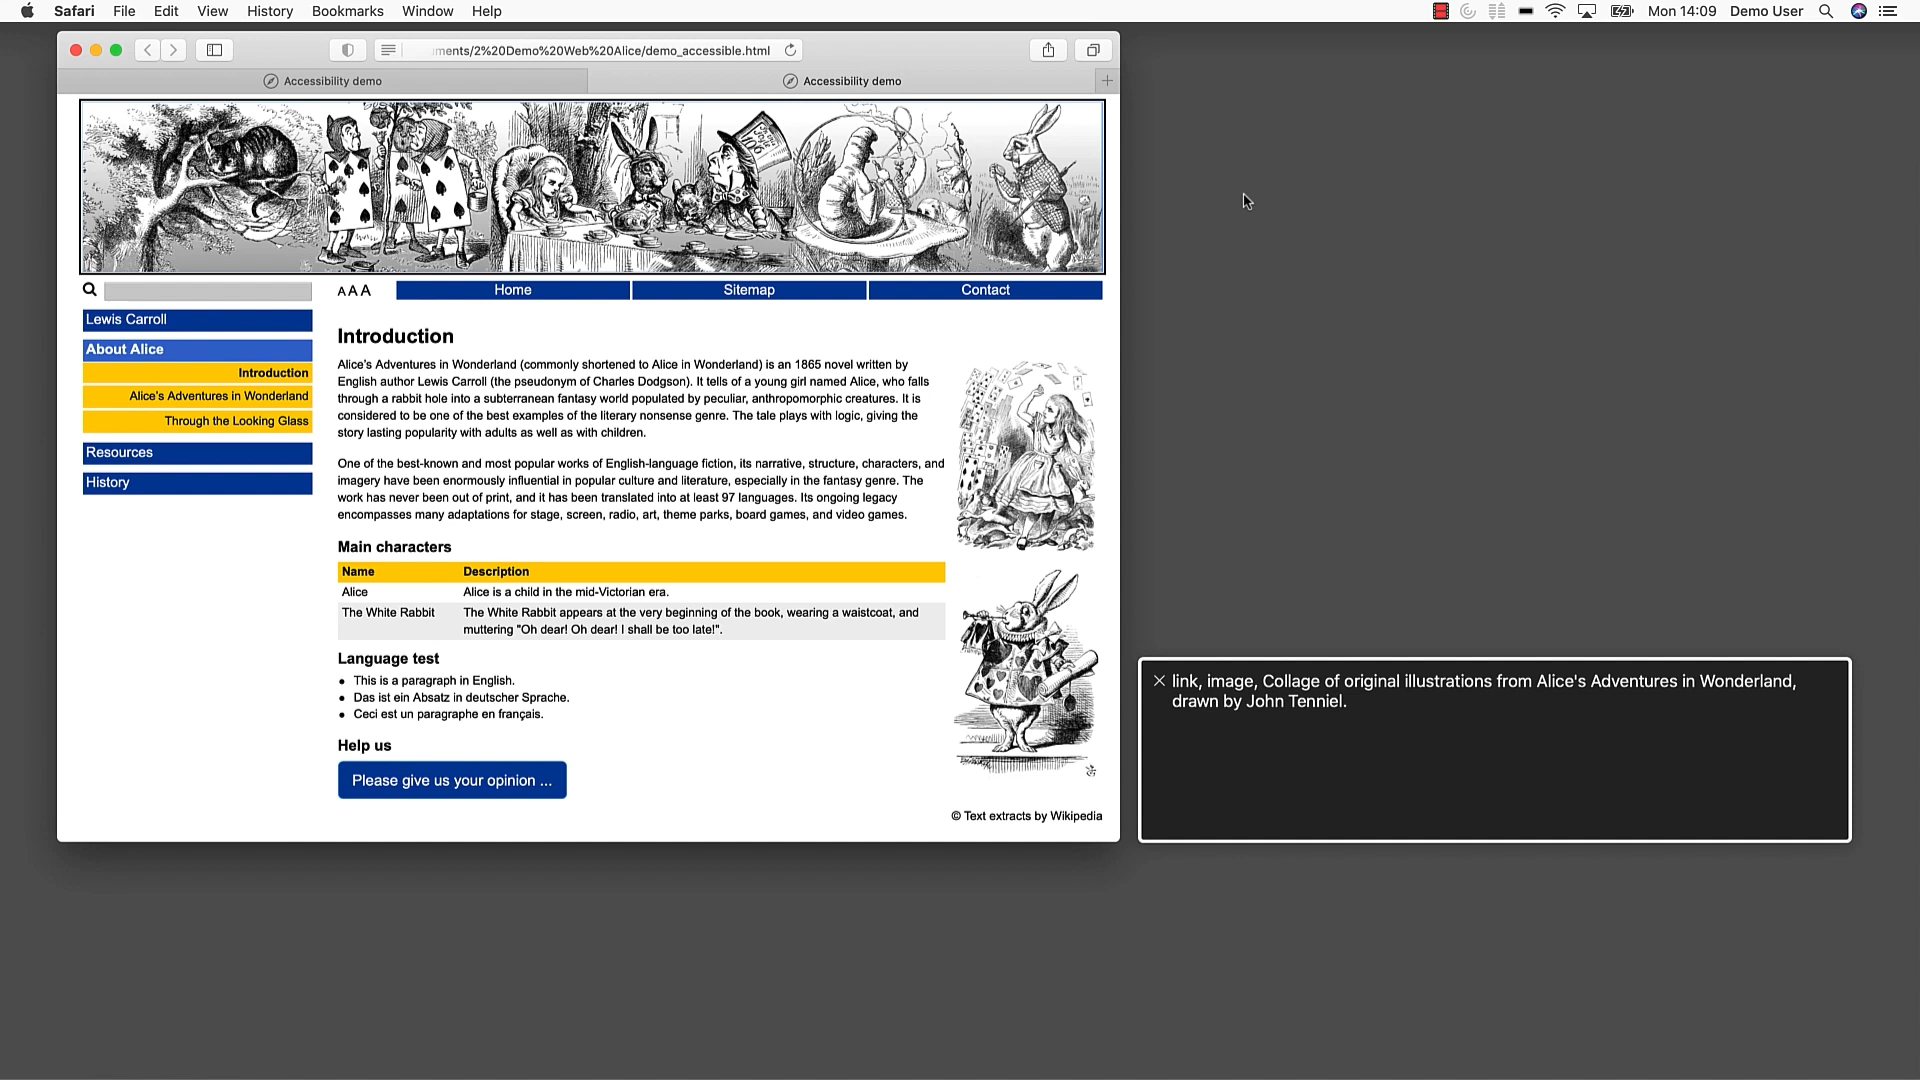 Safari File Edit View History Bookmarks Window Help Mon 14:09 Demo User
ments/2%20Demo%20Web%20Alice/demo_accessible.html
Accessibility demo
Accessibility demo
A A A
Home
Sitemap
Contact
Lewis Carroll
About Alice
Introduction
Alice's Adventures in Wonderland
Through the Looking Glass
Resources
History
Introduction
Alice's Adventures in Wonderland (commonly shortened to Alice in Wonderland) is an 1865 novel written by
English author Lewis Carroll (the pseudonym of Charles Dodgson). It tells of a young girl named Alice, who falls
through a rabbit hole into a subterranean fantasy world populated by peculiar, anthropomorphic creatures. It is
considered to be one of the best examples of the literary nonsense genre. The tale plays with logic, giving the
story lasting popularity with adults as well as with children.
One of the best-known and most popular works of English-language fiction, its narrative, structure, characters, and
imagery have been enormously influential in popular culture and literature, especially in the fantasy genre. The
work has never been out of print, and it has been translated into at least 97 languages. Its ongoing legacy
encompasses many adaptations for stage, screen, radio, art, theme parks, board games, and video games.
Main characters
Name Description
Alice Alice is a child in the mid-Victorian era.
The White Rabbit The White Rabbit appears at the very beginning of the book, wearing a waistcoat, and
muttering "Oh dear! Oh dear! I shall be too late!".
Language test
• This is a paragraph in English.
• Das ist ein Absatz in deutscher Sprache.
• Ceci est un paragraphe en français.
Help us
Please give us your opinion ...
© Text extracts by Wikipedia
link, image, Collage of original illustrations from Alice's Adventures in Wonderland,
drawn by John Tenniel.